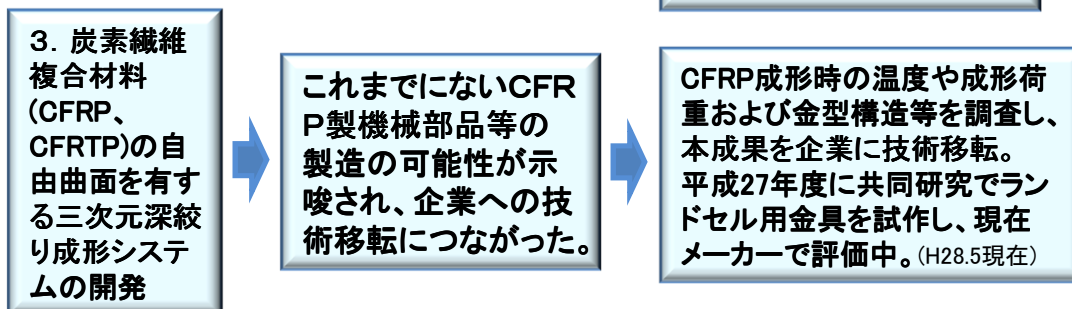 ３．炭素繊維
複合材料
(CFRP、
CFRTP)の自
由曲面を有す
る三次元深絞
り成形システ
ムの開発
これまでにないＣＦＲ
Ｐ製機械部品等の
製造の可能性が示
唆され、企業への技
術移転につながった。
CFRP成形時の温度や成形荷
重および金型構造等を調査し、
本成果を企業に技術移転。
平成27年度に共同研究でラン
ドセル用金具を試作し、現在
メーカーで評価中。(H28.5現在)